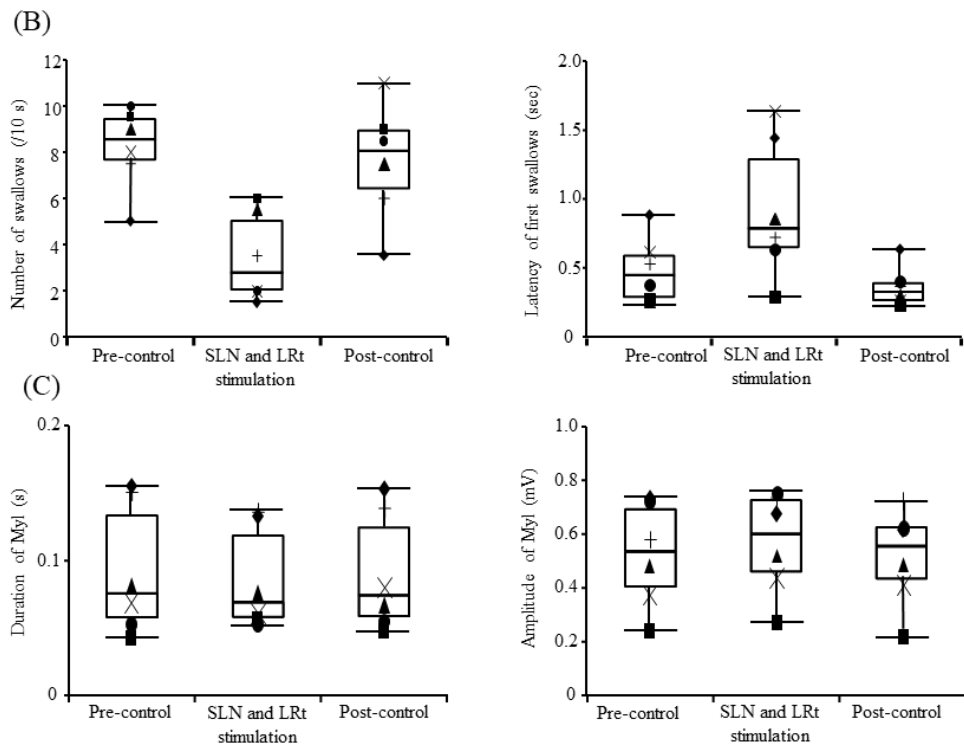 (B)
Number of swallows (/10 s)
12
10
8
6
4
2
0
Pre-control
SLN and LRt
stimulation
Post-control
Latency of first swallows (sec)
2.0
1.5
1.0
0.5
0
Pre-control
SLN and LRt
stimulation
Post-control
(C)
Duration of Myl (s)
0.2
0.1
0
Pre-control
SLN and LRt
stimulation
Post-control
Amplitude of Myl (mV)
1.0
0.8
0.6
0.4
0.2
0.0
Pre-control
SLN and LRt
stimulation
Post-control